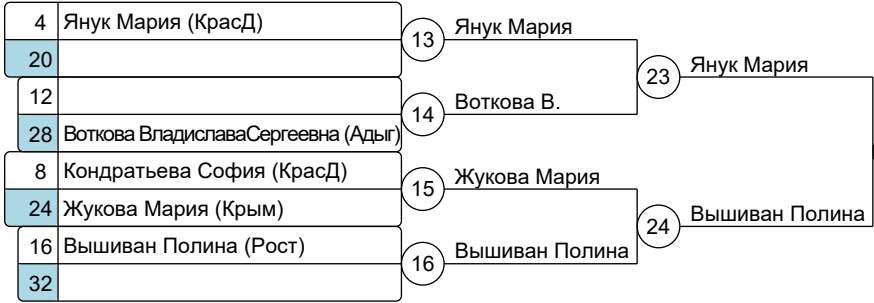 4 Янук Мария (КрасД)
20
13 Янук Мария
12
28 Воткова ВладиславаСергеевна (Адыг)
14 Воткова В.
23 Янук Мария
8 Кондратьева София (КрасД)
24 Жукова Мария (Крым)
15 Жукова Мария
16 Вышиван Полина (Рост)
32
16 Вышиван Полина
24 Вышиван Полина